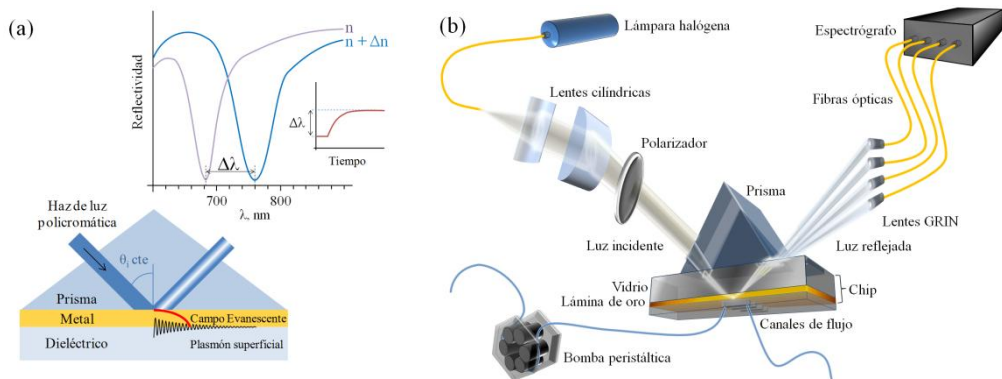 (a)
n
n + Δn
Reflectividad
Δλ
Tiempo
Δλ
700
800
λ, nm
Haz de luz
policromática
θi cte
Prisma
Metal
Campo Evanescente
Dieléctrico
Plasmón superficial
(b)
Lámpara halógena
Espectrógrafo
Lentes cilíndricas
Fibras ópticas
Polarizador
Prisma
Lentes GRIN
Luz incidente
Luz reflejada
Vidrio
Lámina de oro
Chip
Canales de flujo
Bomba peristáltica